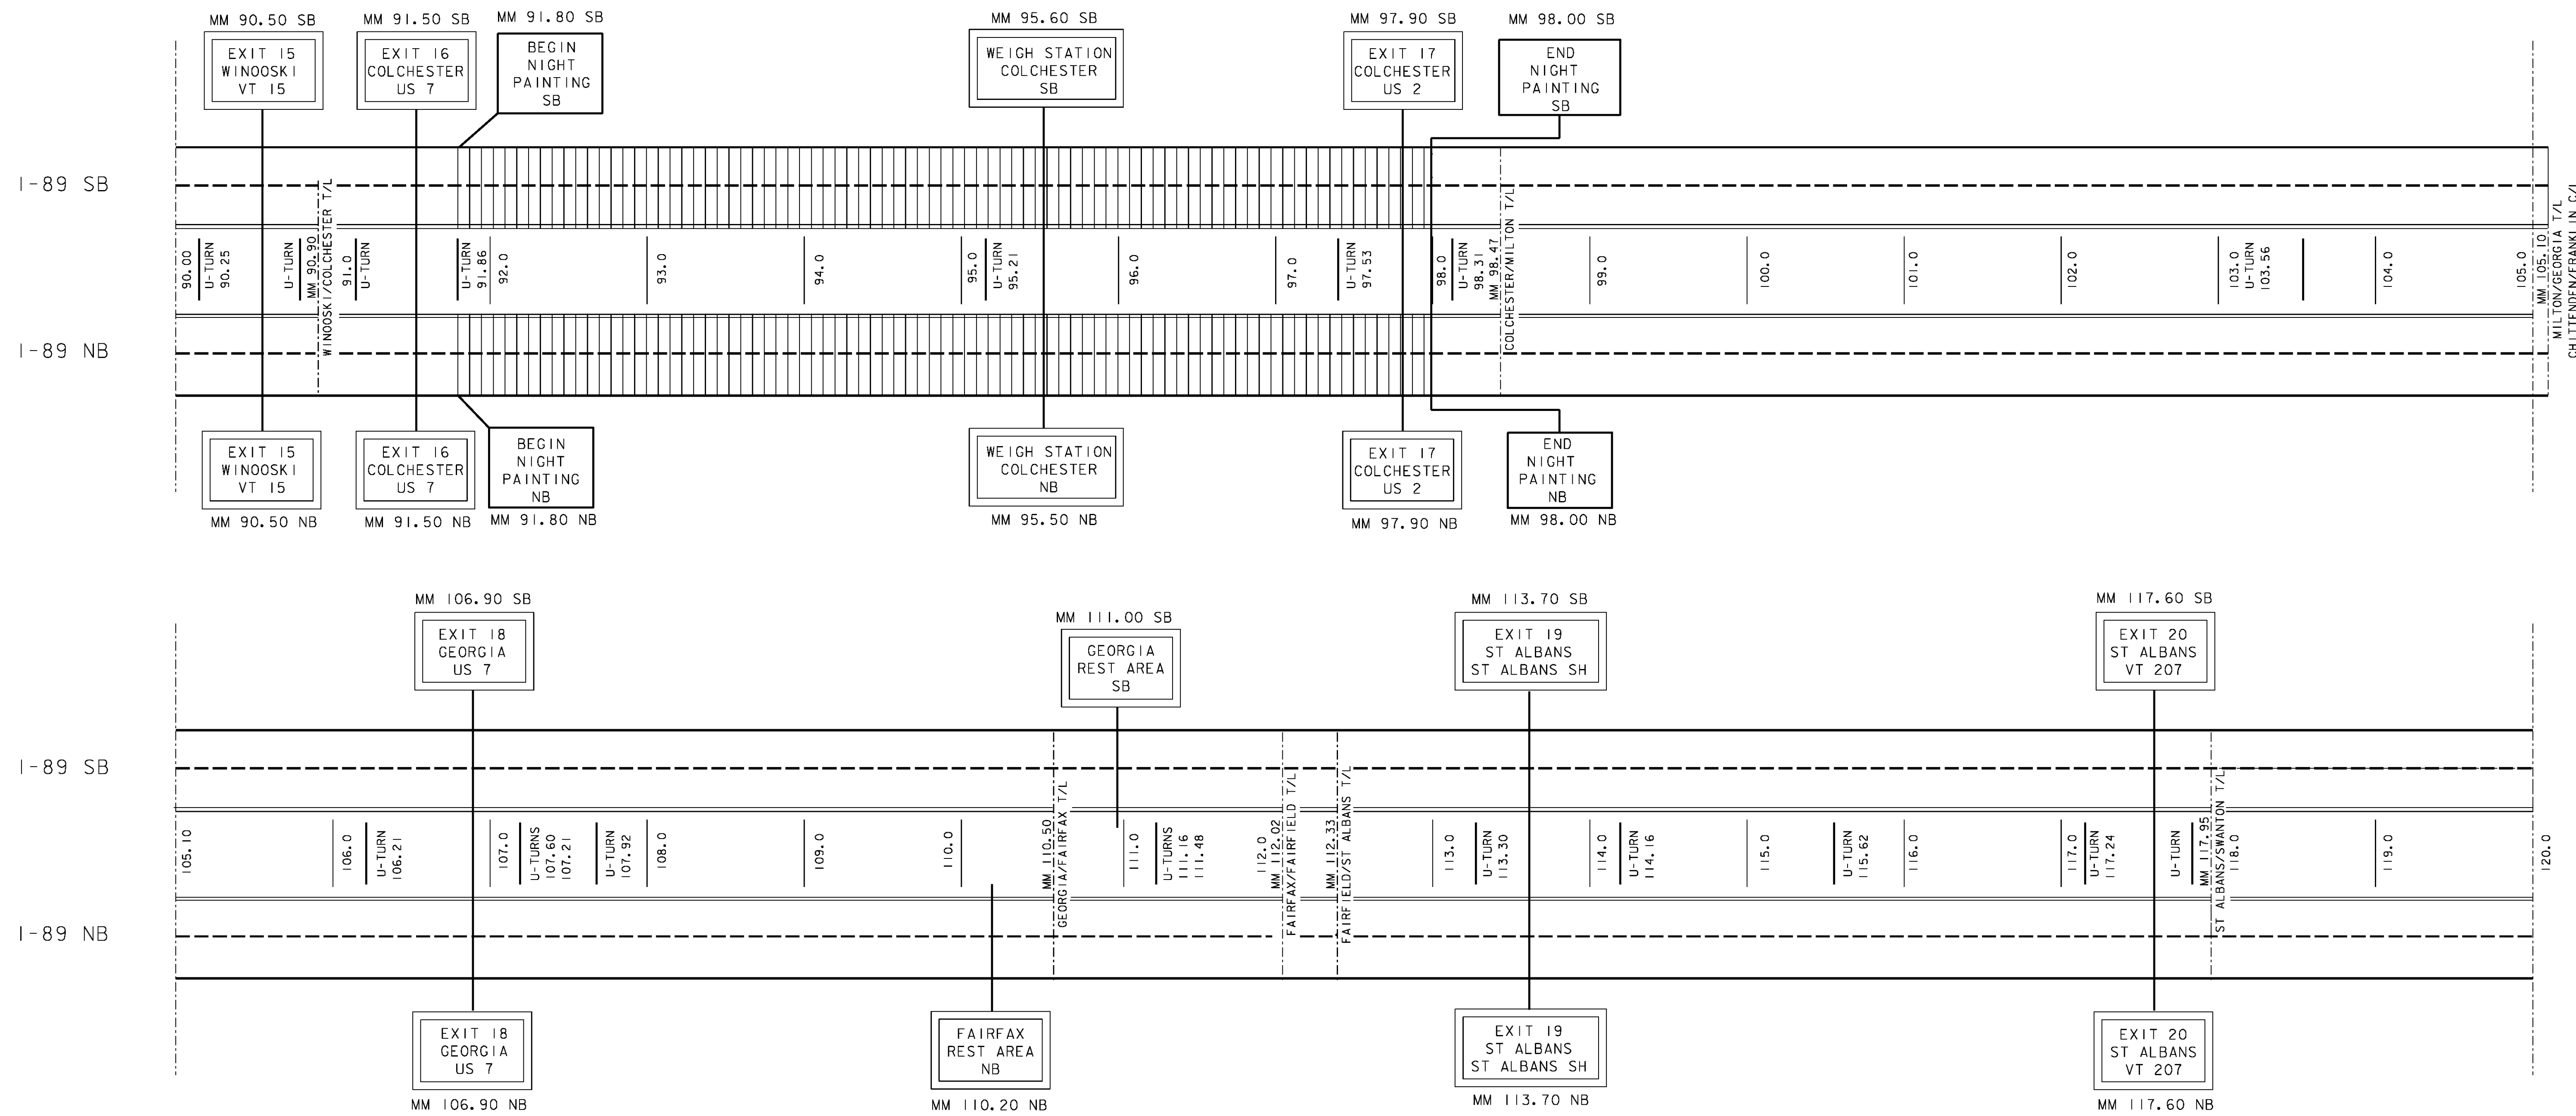 MM 90.50 SB
EXIT 15
WINOOSKI
VT 15
MM 91.50 SB
EXIT 16
COLCHESTER
US 7
MM 91.80 SB
BEGIN
NIGHT
PAINTING
SB
MM 95.60 SB
WEIGH STATION
COLCHESTER
SB
MM 97.90 SB
EXIT 17
COLCHESTER
US 2
MM 98.00 SB
END
NIGHT
PAINTING
SB
I-89 SB
90.00
U-TURN
90.25
U-TURN
MM 90.90
WINOOSKI/COLCHESTER T/L
91.0
U-TURN
U-TURN
91.86
92.0
93.0
94.0
95.0
U-TURN
95.21
96.0
97.0
U-TURN
97.53
98.0
U-TURN
98.31
MM 98.47
COLCHESTER/MILTON T/L
99.0
100.0
101.0
102.0
103.0
U-TURN
103.56
104.0
105.0
MM 105.10
MILTON/GEORGIA T/L
CHITTENDEN/FRANKLIN C/L
I-89 NB
EXIT 15
WINOOSKI
VT 15
MM 90.50 NB
EXIT 16
COLCHESTER
US 7
MM 91.50 NB
BEGIN
NIGHT
PAINTING
NB
MM 91.80 NB
WEIGH STATION
COLCHESTER
NB
MM 95.50 NB
EXIT 17
COLCHESTER
US 2
MM 97.90 NB
END
NIGHT
PAINTING
NB
MM 98.00 NB
MM 106.90 SB
EXIT 18
GEORGIA
US 7
MM 111.00 SB
GEORGIA
REST AREA
SB
MM 113.70 SB
EXIT 19
ST ALBANS
ST ALBANS SH
MM 117.60 SB
EXIT 20
ST ALBANS
VT 207
I-89 SB
105.10
106.0
U-TURN
106.21
107.0
U-TURNS
107.60
107.21
U-TURN
107.92
108.0
109.0
110.0
MM 110.50
GEORGIA/FAIRFAX T/L
111.0
U-TURNS
111.16
111.48
112.0
MM 112.02
FAIRFAX/FAIRFIELD T/L
MM 112.33
FAIRFIELD/ST ALBANS T/L
113.0
U-TURN
113.30
114.0
U-TURN
114.16
115.0
U-TURN
115.62
116.0
117.0
U-TURN
117.24
U-TURN
MM 117.95
ST ALBANS/SWANTON T/L
118.0
119.0
120.0
I-89 NB
EXIT 18
GEORGIA
US 7
MM 106.90 NB
FAIRFAX
REST AREA
NB
MM 110.20 NB
EXIT 19
ST ALBANS
ST ALBANS SH
MM 113.70 NB
EXIT 20
ST ALBANS
VT 207
MM 117.60 NB